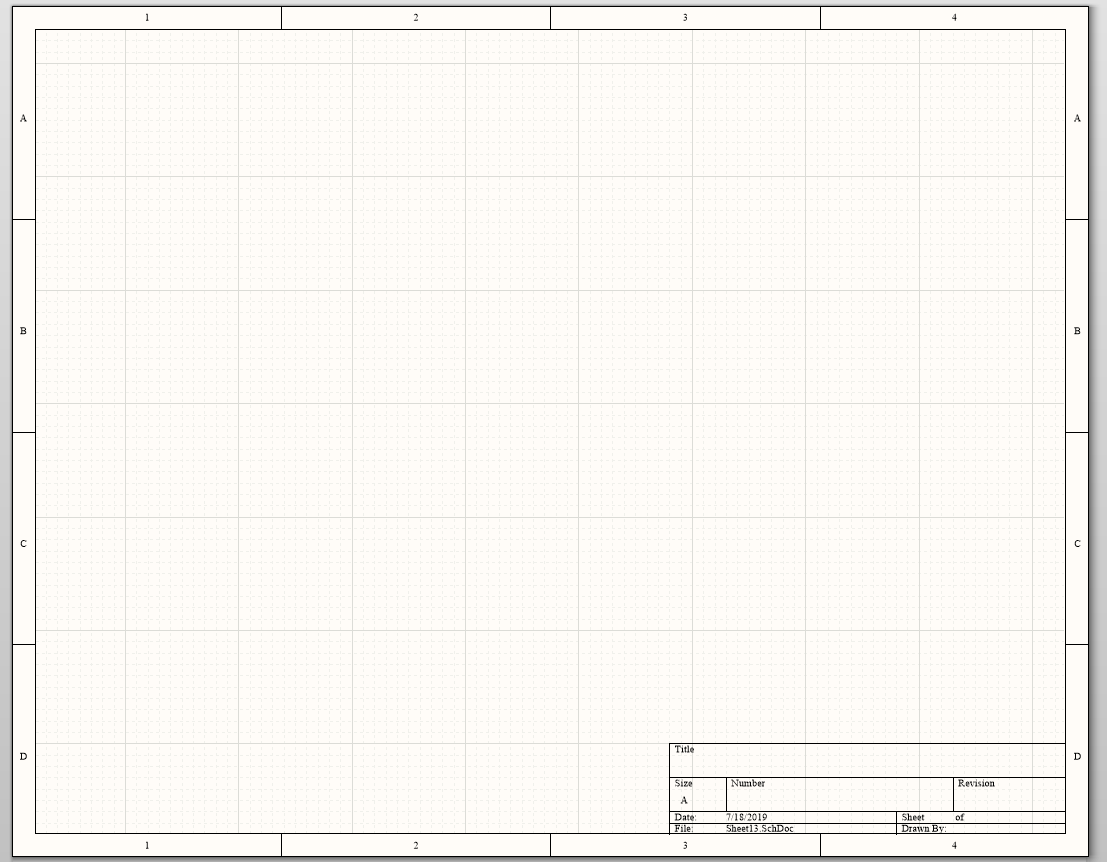 1 2 3 4
A A
B B
C C
D D
Title
Size Number Revision
A
Date: 7/18/2019 Sheet of
File: Sheet13.SchDoc Drawn By:
1 2 3 4